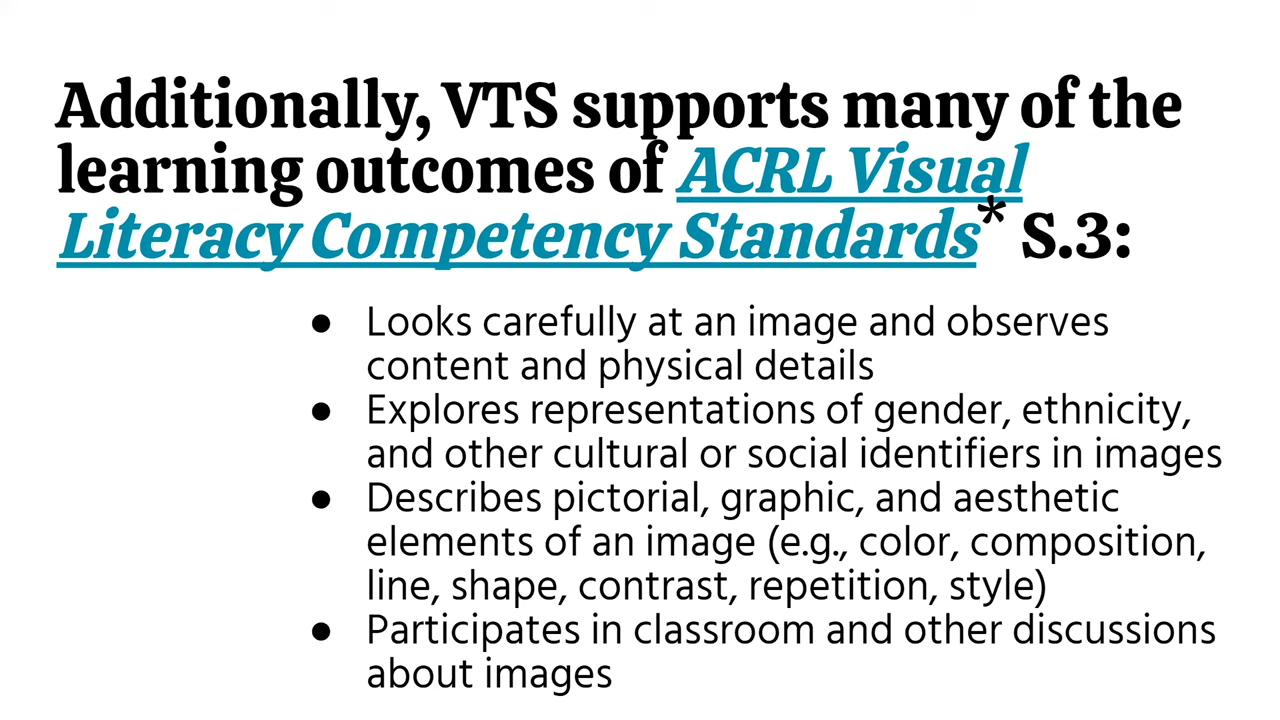 Additionally, VTS supports many of the
learning outcomes of ACRL Visual
Literacy Competency Standards* S.3:
● Looks carefully at an image and observes
content and physical details
● Explores representations of gender, ethnicity,
and other cultural or social identifiers in images
● Describes pictorial, graphic, and aesthetic
elements of an image (e.g., color, composition,
line, shape, contrast, repetition, style)
● Participates in classroom and other discussions
about images